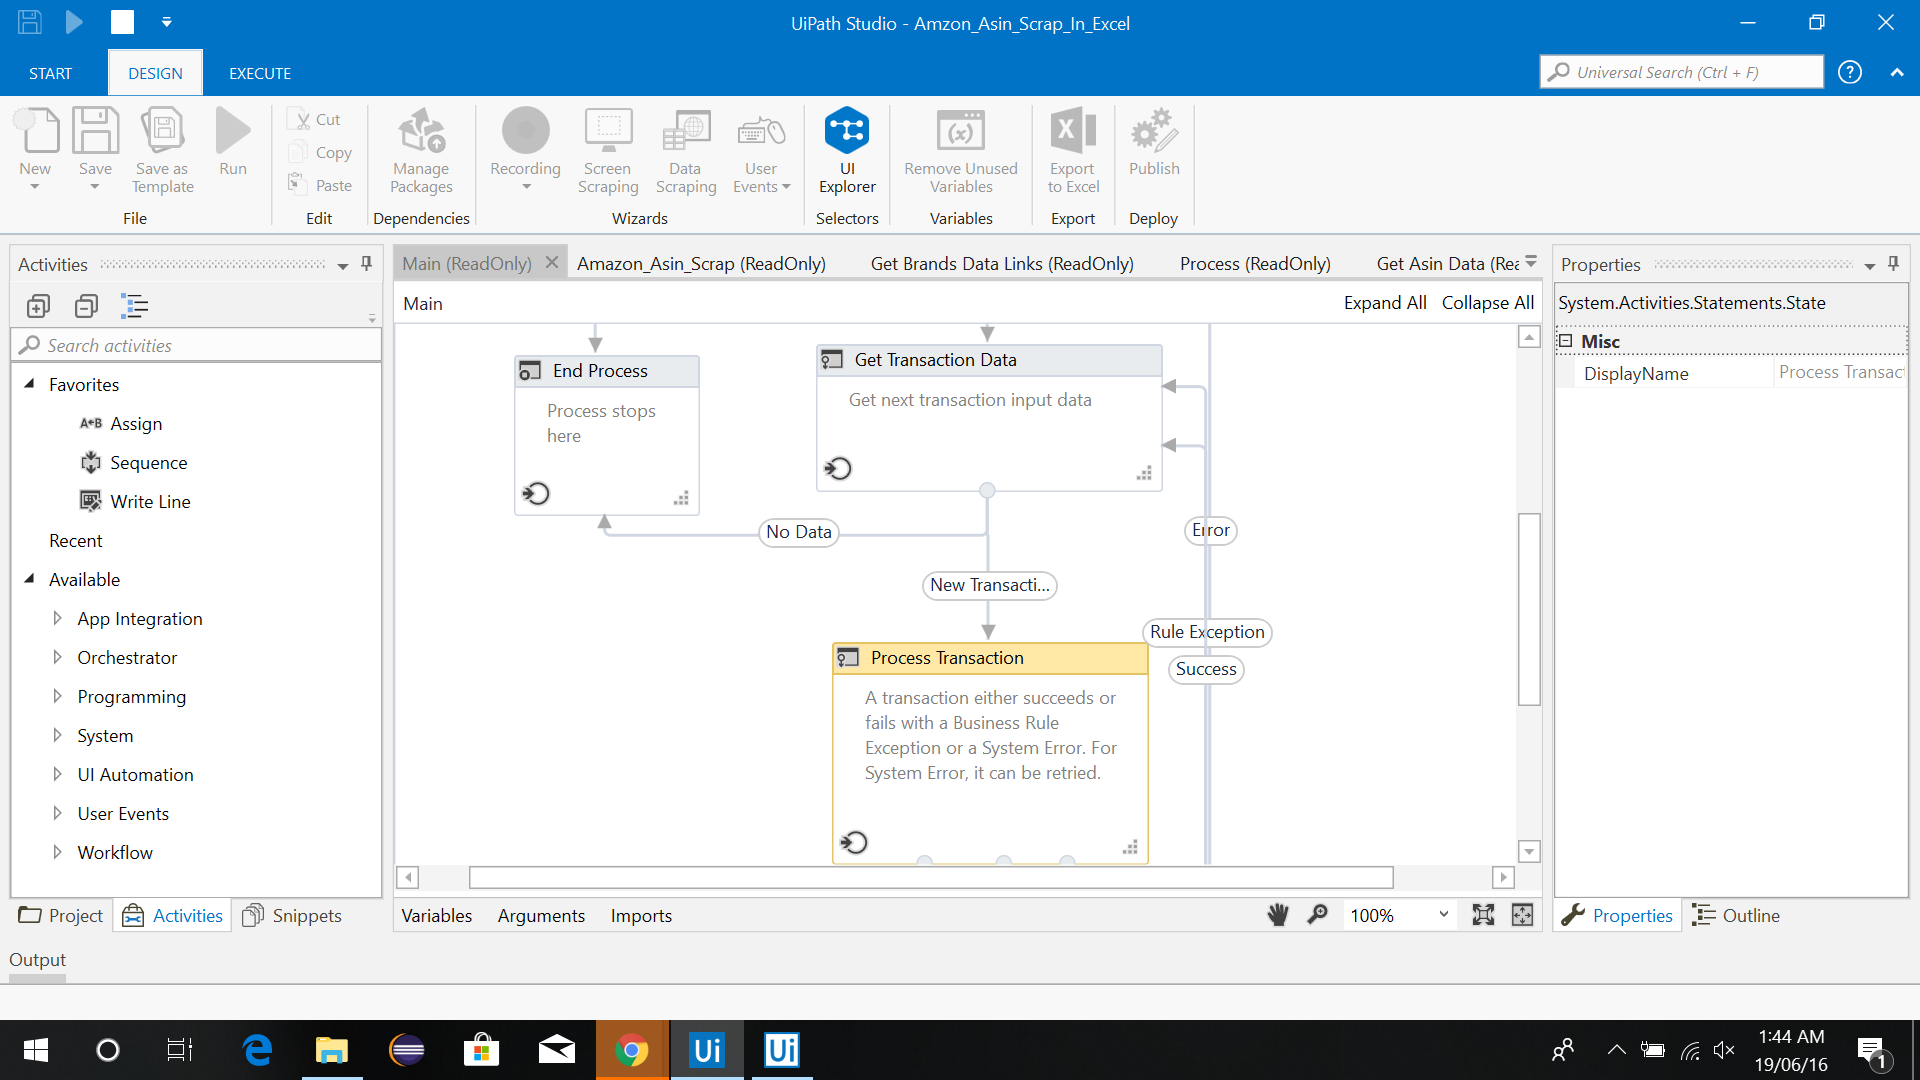 UiPath Studio - Amzon_Asin_Scrap_In_Excel
START
DESIGN
EXECUTE
Universal Search (Ctrl + F)
?
New
Save
Save as
Template
Run
File
Cut
Copy
Paste
Edit
Manage
Packages
Dependencies
Recording
Screen
Scraping
Data
Scraping
User
Events
Wizards
UI
Explorer
Selectors
Remove Unused
Variables
Variables
Export
to Excel
Export
Publish
Deploy
Activities
Search activities
Favorites
A+B Assign
Sequence
Write Line
Recent
Available
App Integration
Orchestrator
Programming
System
UI Automation
User Events
Workflow
Project
Activities
Snippets
Output
Main (ReadOnly)
Amazon_Asin_Scrap (ReadOnly)
Get Brands Data Links (ReadOnly)
Process (ReadOnly)
Get Asin Data (Rea
Main
Expand All
Collapse All
End Process
Process stops
here
Get Transaction Data
Get next transaction input data
No Data
Error
New Transacti...
Rule Exception
Success
Process Transaction
A transaction either succeeds or
fails with a Business Rule
Exception or a System Error. For
System Error, it can be retried.
Variables
Arguments
Imports
100%
Properties
System.Activities.Statements.State
Misc
DisplayName
Process Transact
Properties
Outline
Ui
Ui
1:44 AM
19/06/16
1